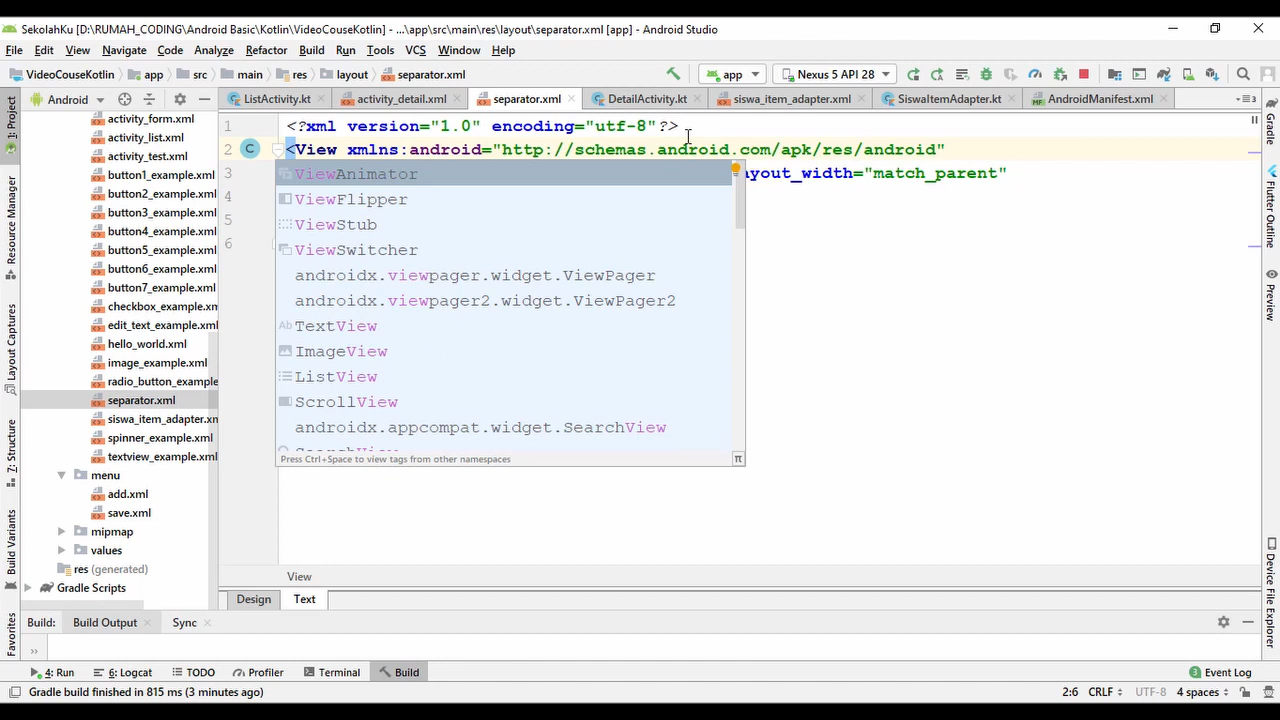 SekolahKu [D:\RUMAH_CODING\Android Basic\Kotlin\VideoCouseKotlin] - ...\app\src\main\res\layout\separator.xml [app] - Android Studio
File Edit View Navigate Code Analyze Refactor Build Run Tools VCS Window Help
VideoCouseKotlin app src main res layout separator.xml app Nexus 5 API 28
Android ListActivity.kt activity_detail.xml separator.xml DetailActivity.kt siswa_item_adapter.xml SiswaItemAdapter.kt AndroidManifest.xml
1: Project
Resource Manager
Layout Captures
Z: Structure
Build Variants
Favorites
activity_form.xml
activity_list.xml
activity_test.xml
button1_example.xml
button2_example.xml
button3_example.xml
button4_example.xml
button5_example.xml
button6_example.xml
button7_example.xml
checkbox_example.xm
edit_text_example.xml
hello_world.xml
image_example.xml
radio_button_example
separator.xml
siswa_item_adapter.xm
spinner_example.xml
textview_example.xml
menu
add.xml
save.xml
mipmap
values
res (generated)
Gradle Scripts
1 <?xml version="1.0" encoding="utf-8"?>
2 C <View xmlns:android="http://schemas.android.com/apk/res/android"
3 ayout_width="match_parent"
4
5
6
ViewAnimator
ViewFlipper
ViewStub
ViewSwitcher
androidx.viewpager.widget.ViewPager
androidx.viewpager2.widget.ViewPager2
Ab TextView
ImageView
ListView
ScrollView
androidx.appcompat.widget.SearchView
SearchView
Press Ctrl+Space to view tags from other namespaces π
View
Design Text
Gradle
Flutter Outline
Preview
Device File Explorer
Build: Build Output Sync
»
4: Run 6: Logcat TODO Profiler Terminal Build 3 Event Log
Gradle build finished in 815 ms (3 minutes ago) 2:6 CRLF UTF-8 4 spaces